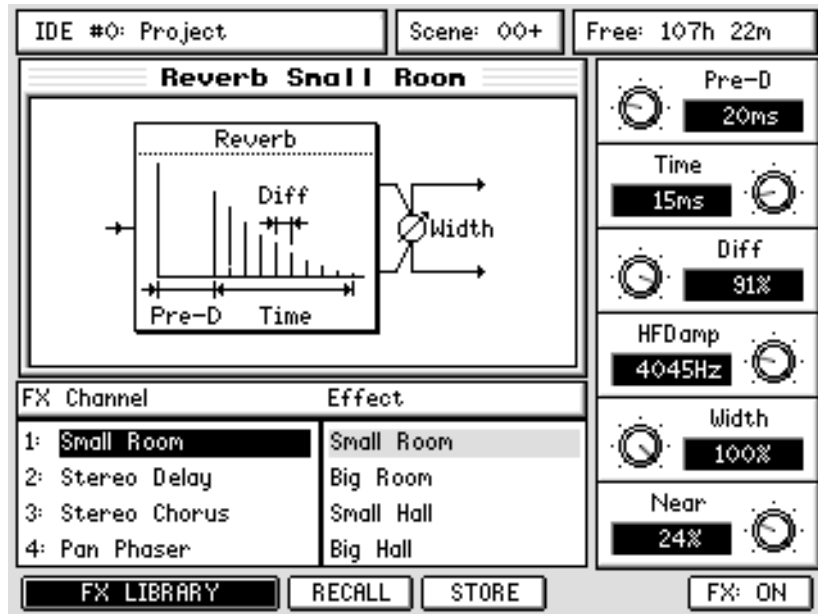 IDE #0: Project
Scene: 00+
Free: 107h 22m
Reverb Small Room
Reverb
Diff
Width
Pre-D
Time
Pre-D
20ms
Time
15ms
Diff
91%
HFDamp
4045Hz
Width
100%
Near
24%
FX Channel
Effect
1: Small Room
Small Room
2: Stereo Delay
Big Room
3: Stereo Chorus
Small Hall
4: Pan Phaser
Big Hall
FX LIBRARY
RECALL
STORE
FX: ON